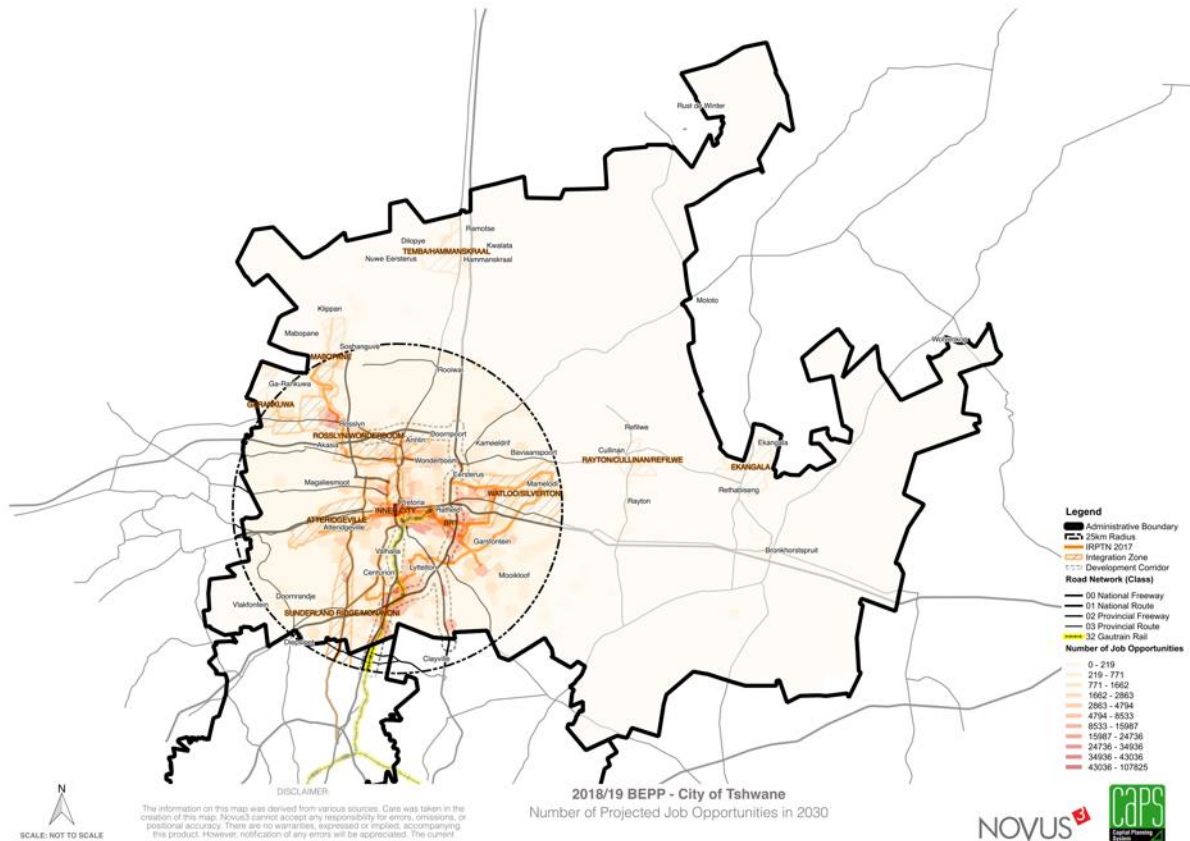 Rust de Winter
Ramotse
Dilopye
Kwalata
TEMBA/HAMMANSKRAAL
Nuwe Eersterus
Hammanskraal
Moloto
Klippan
Mabopane
Soshanguve
MABOPANE
Rooiwal
Ga-Rankuwa
GARANKUWA
Rosslyn
ROSSLYN/WONDERBOOM
Doornpoort
Akasia
Kameeldrif
Refilwe
Ekangala
Wonderboom
Baviaanspoort
Cullinan
RAYTON/CULLINAN/REFILWE
EKANGALA
Magaliesmoot
Eersterus
Mamelodi
WATLOO/SILVERTON
Rethabiseng
Pretoria
INNER CITY
Rayton
ATTERIDGEVILLE
Atteridgeville
BRT
Garsfontein
Valhalla
Bronkhorstspruit
Centurion
Lyttelton
Mooikloof
Doornrandje
Vlakfontein
SUNDERLAND RIDGE/MONAVONI
Diepsloot
Clayville
Legend
Administrative Boundary
25km Radius
IRPTN 2017
Integration Zone
Development Corridor
Road Network (Class)
00 National Freeway
01 National Route
02 Provincial Freeway
03 Provincial Route
32 Gautrain Rail
Number of Job Opportunities
0 - 219
219 - 771
771 - 1662
1662 - 2863
2863 - 4794
4794 - 8533
8533 - 15987
15987 - 24736
24736 - 34936
34936 - 43036
43036 - 107825
N
SCALE: NOT TO SCALE
DISCLAIMER:
The information on this map was derived from various sources. Care was taken in the
creation of this map. Novus3 cannot accept any responsibility for errors, omissions, or
positional accuracy. There are no warranties, expressed or implied, accompanying
this product. However, notification of any errors will be appreciated. The current
2018/19 BEPP - City of Tshwane
Number of Projected Job Opportunities in 2030
NOVUS3
CaPS
Capital Planning
System